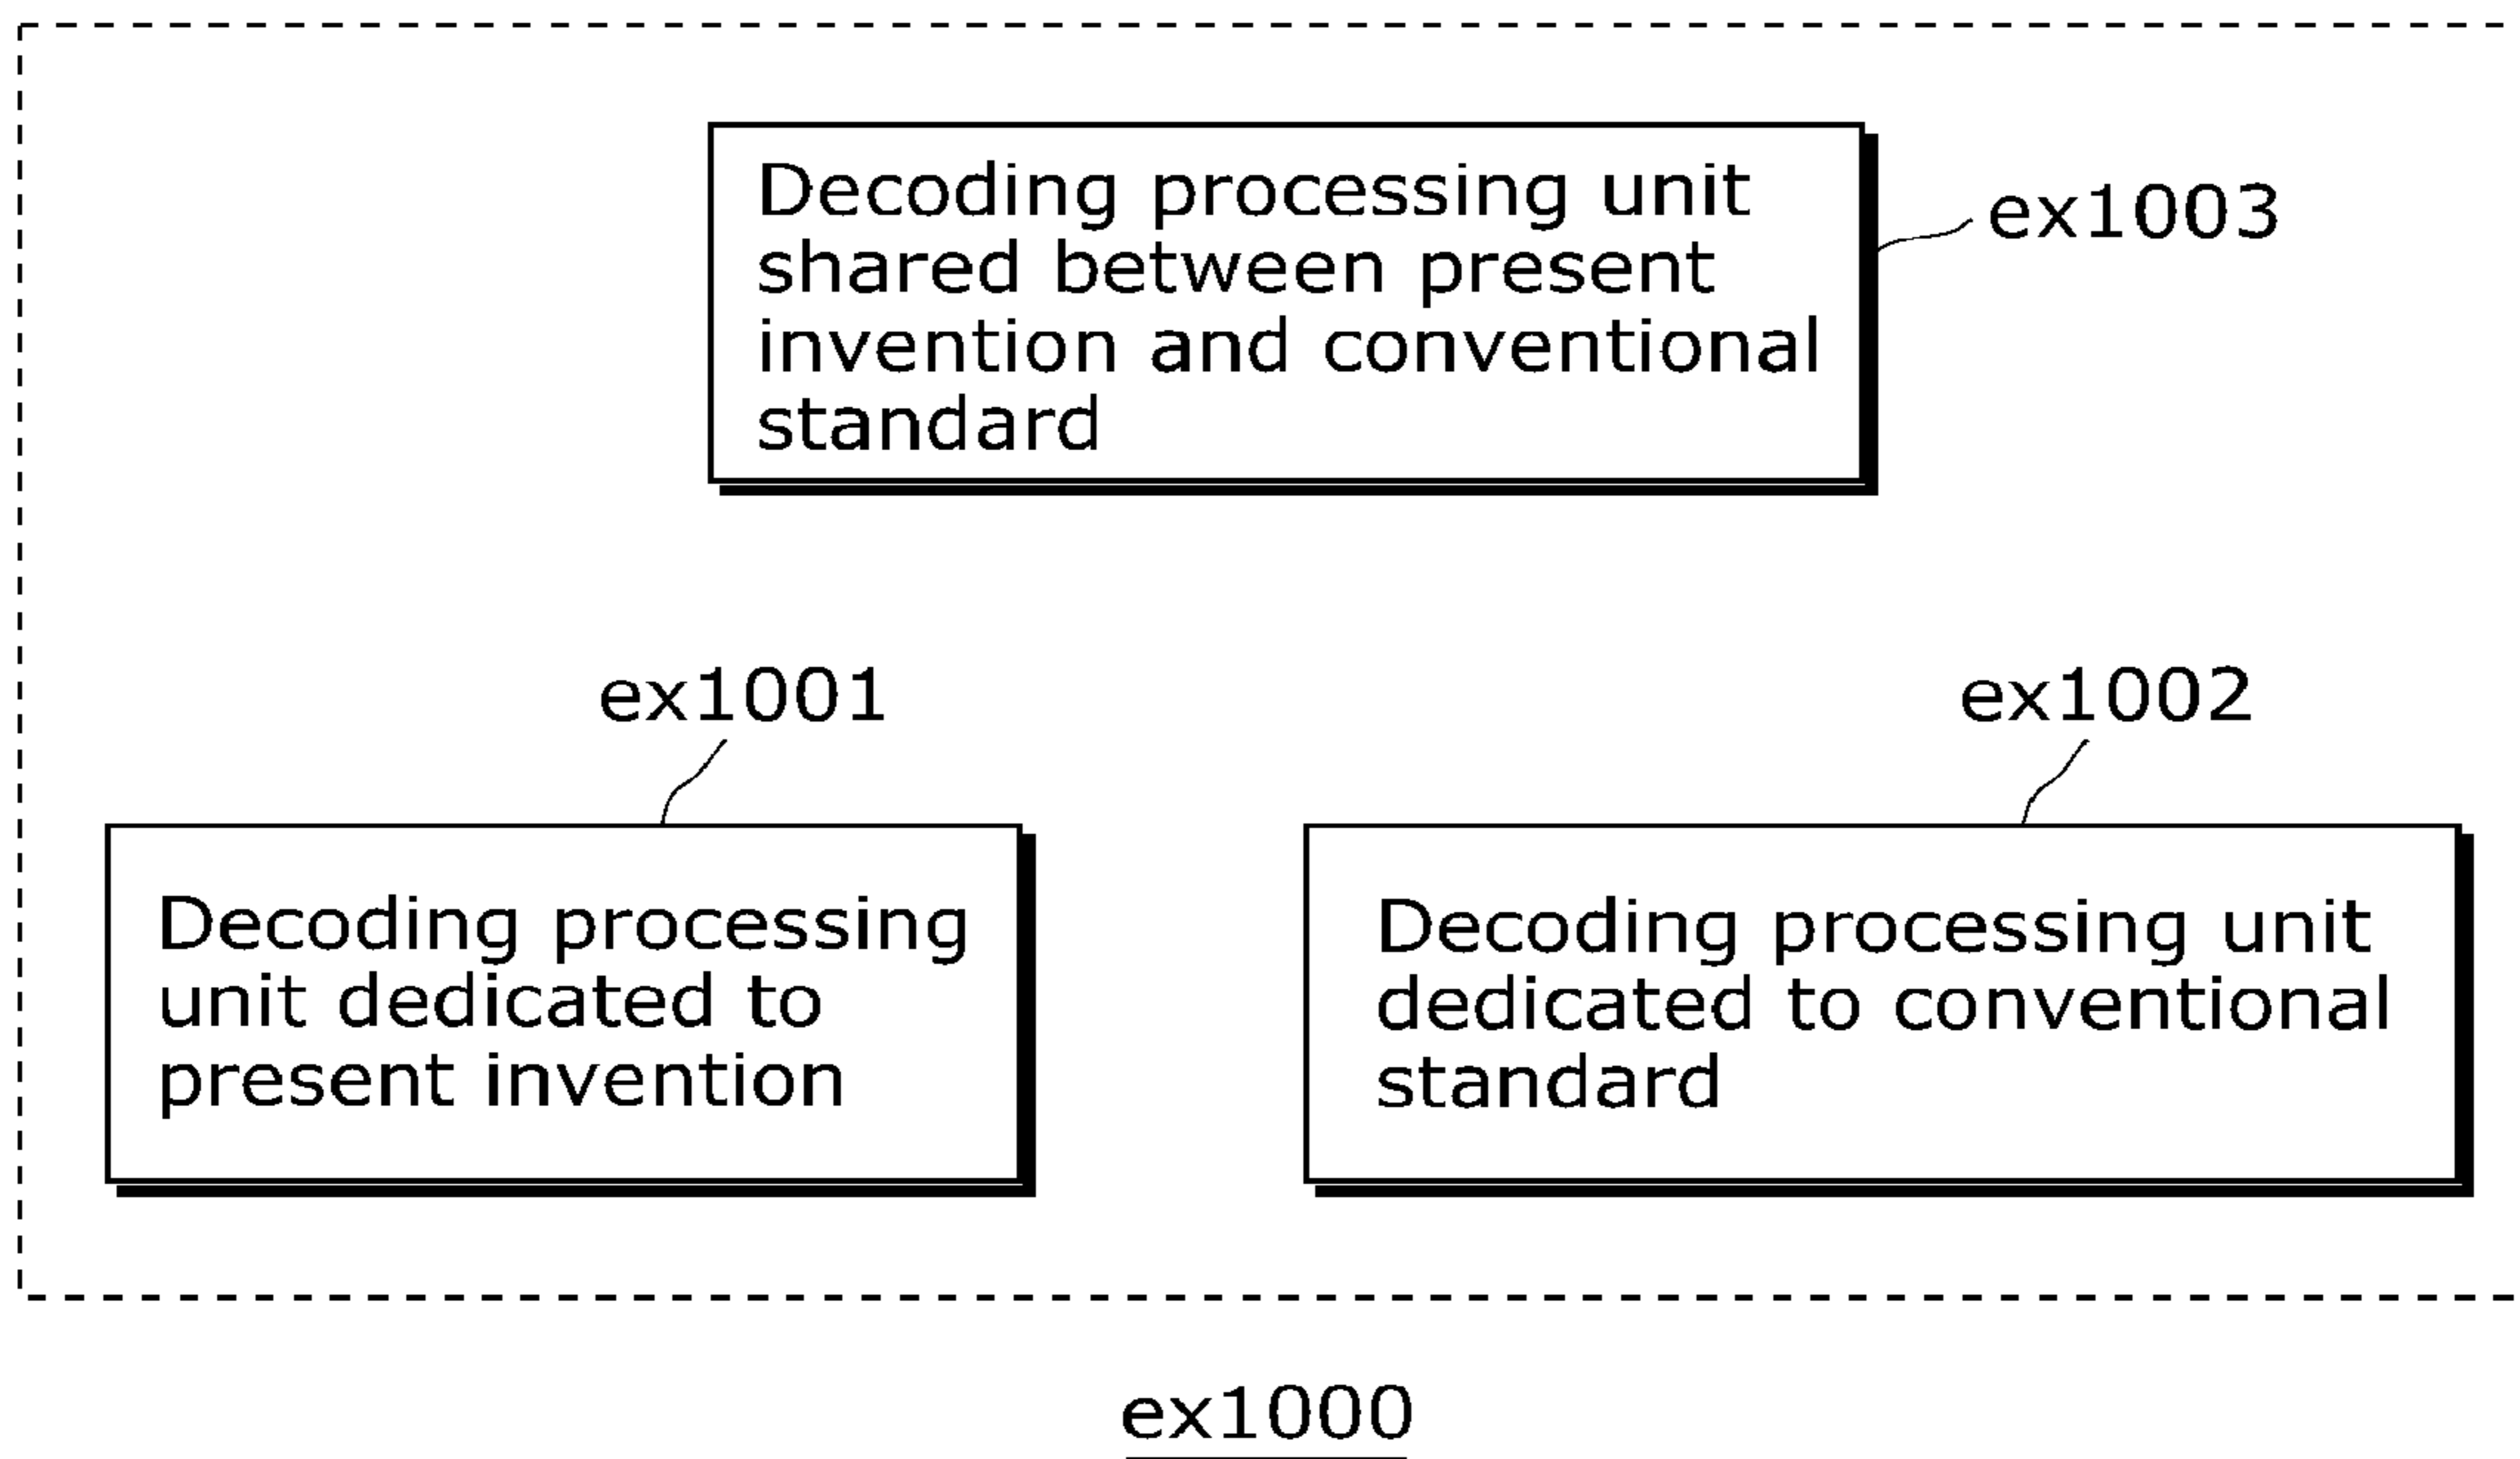 Decoding processing unit
shared between present
invention and conventional
standard
ex1003
ex1001
ex1002
Decoding processing
unit dedicated to
present invention
Decoding processing unit
dedicated to conventional
standard
ex1000